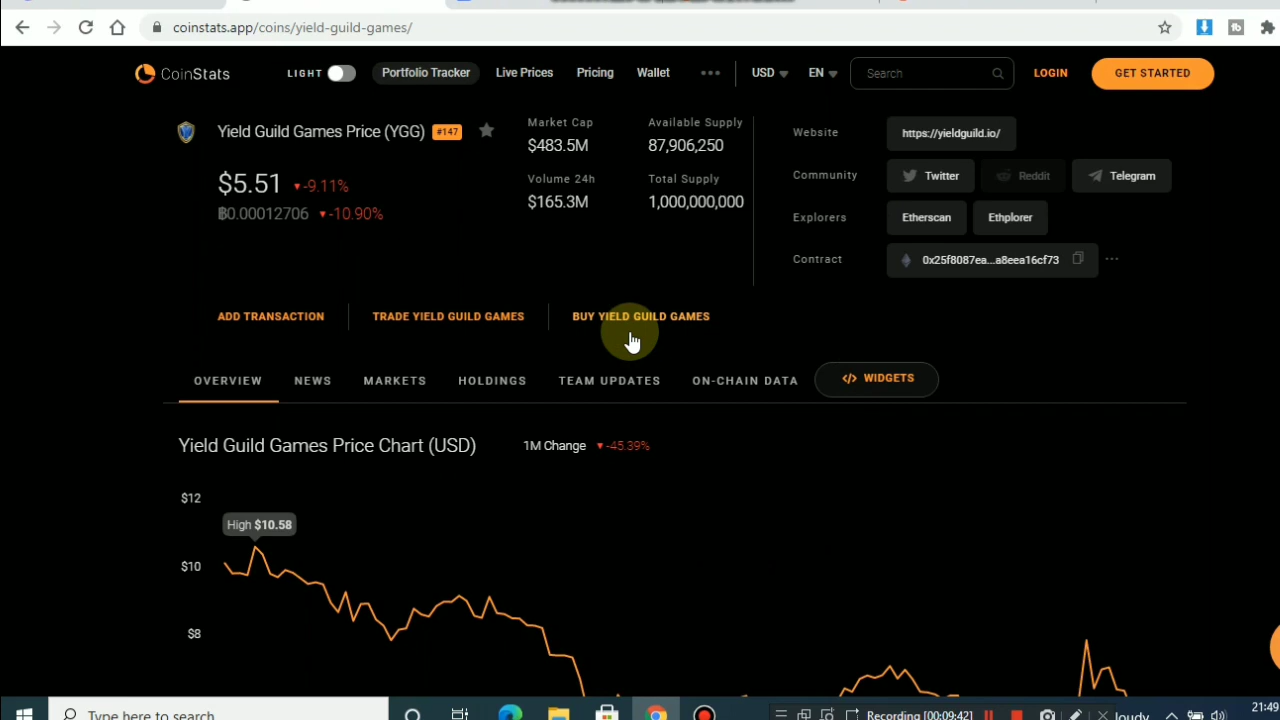 coinstats.app/coins/yield-guild-games/
CoinStats
LIGHT
Portfolio Tracker
Live Prices
Pricing
Wallet
USD
EN
Search
LOGIN
GET STARTED
Yield Guild Games Price (YGG) #147
$5.51 -9.11%
฿0.00012706 -10.90%
Market Cap
$483.5M
Available Supply
87,906,250
Volume 24h
$165.3M
Total Supply
1,000,000,000
Website https://yieldguild.io/
Community Twitter Reddit Telegram
Explorers Etherscan Ethplorer
Contract 0x25f8087ea...a8eea16cf73
ADD TRANSACTION
TRADE YIELD GUILD GAMES
BUY YIELD GUILD GAMES
OVERVIEW
NEWS
MARKETS
HOLDINGS
TEAM UPDATES
ON-CHAIN DATA
</> WIDGETS
Yield Guild Games Price Chart (USD)
1M Change -45.39%
$12
High $10.58
$10
$8
Type here to search
Recording [00:09:42]
loudy
21:49